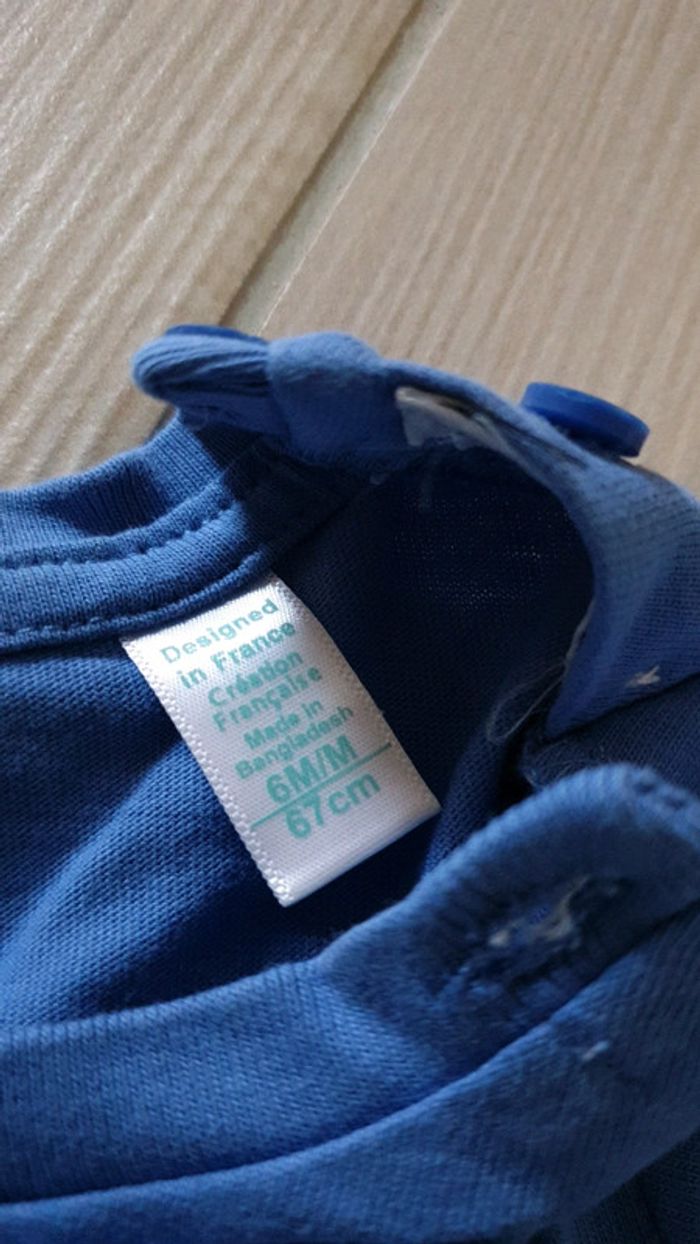 Designed
in France
Création
Française
Made in
Bangladesh
6M/M
67cm